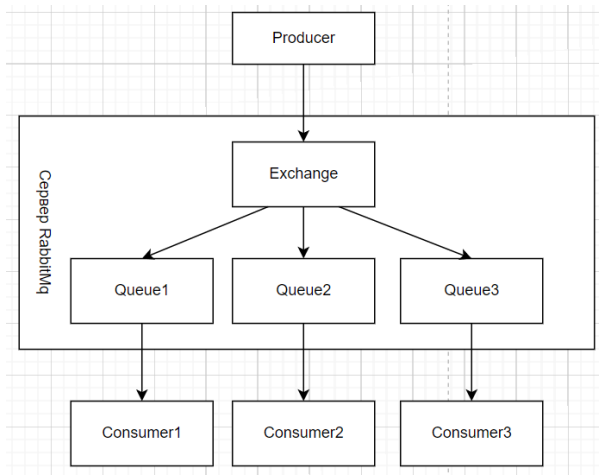 Producer
Exchange
Сервер RabbitMq
Queue1
Queue2
Queue3
Consumer1
Consumer2
Consumer3